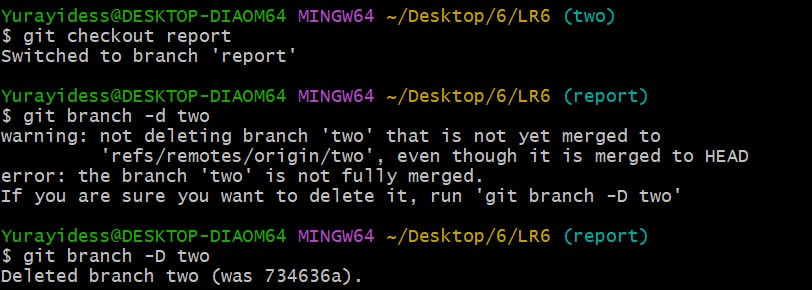 Yurayidess@DESKTOP-DIAOM64 MINGW64 ~/Desktop/6/LR6 (two)
$ git checkout report
Switched to branch 'report'
Yurayidess@DESKTOP-DIAOM64 MINGW64 ~/Desktop/6/LR6 (report)
$ git branch -d two
warning: not deleting branch 'two' that is not yet merged to
'refs/remotes/origin/two', even though it is merged to HEAD
error: the branch 'two' is not fully merged.
If you are sure you want to delete it, run 'git branch -D two'
Yurayidess@DESKTOP-DIAOM64 MINGW64 ~/Desktop/6/LR6 (report)
$ git branch -D two
Deleted branch two (was 734636a).